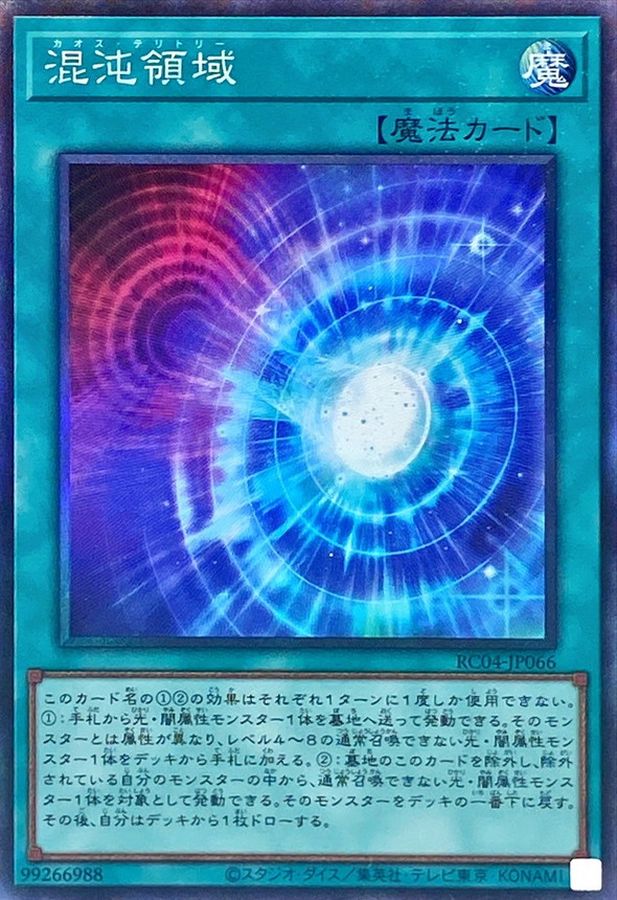 カオス テリトリー
混沌領域
魔
まほう
【魔法カード】
RC04-JP066
このカード名の①②の効果はそれぞれ1ターンに1度しか使用できない。
①:手札から光・闇属性モンスター1体を墓地へ送って発動できる。そのモン
スターとは属性が異なり、レベル4~8の通常召喚できない光・闇属性モン
スター1体をデッキから手札に加える。②:墓地のこのカードを除外し、除外
されている自分のモンスターの中から、通常召喚できない光・闇属性モンス
ター1体を対象として発動できる。そのモンスターをデッキの一番下に戻す。
その後、自分はデッキから1枚ドローする。
99266988
©スタジオ・ダイス/集英社・テレビ東京・KONAMI